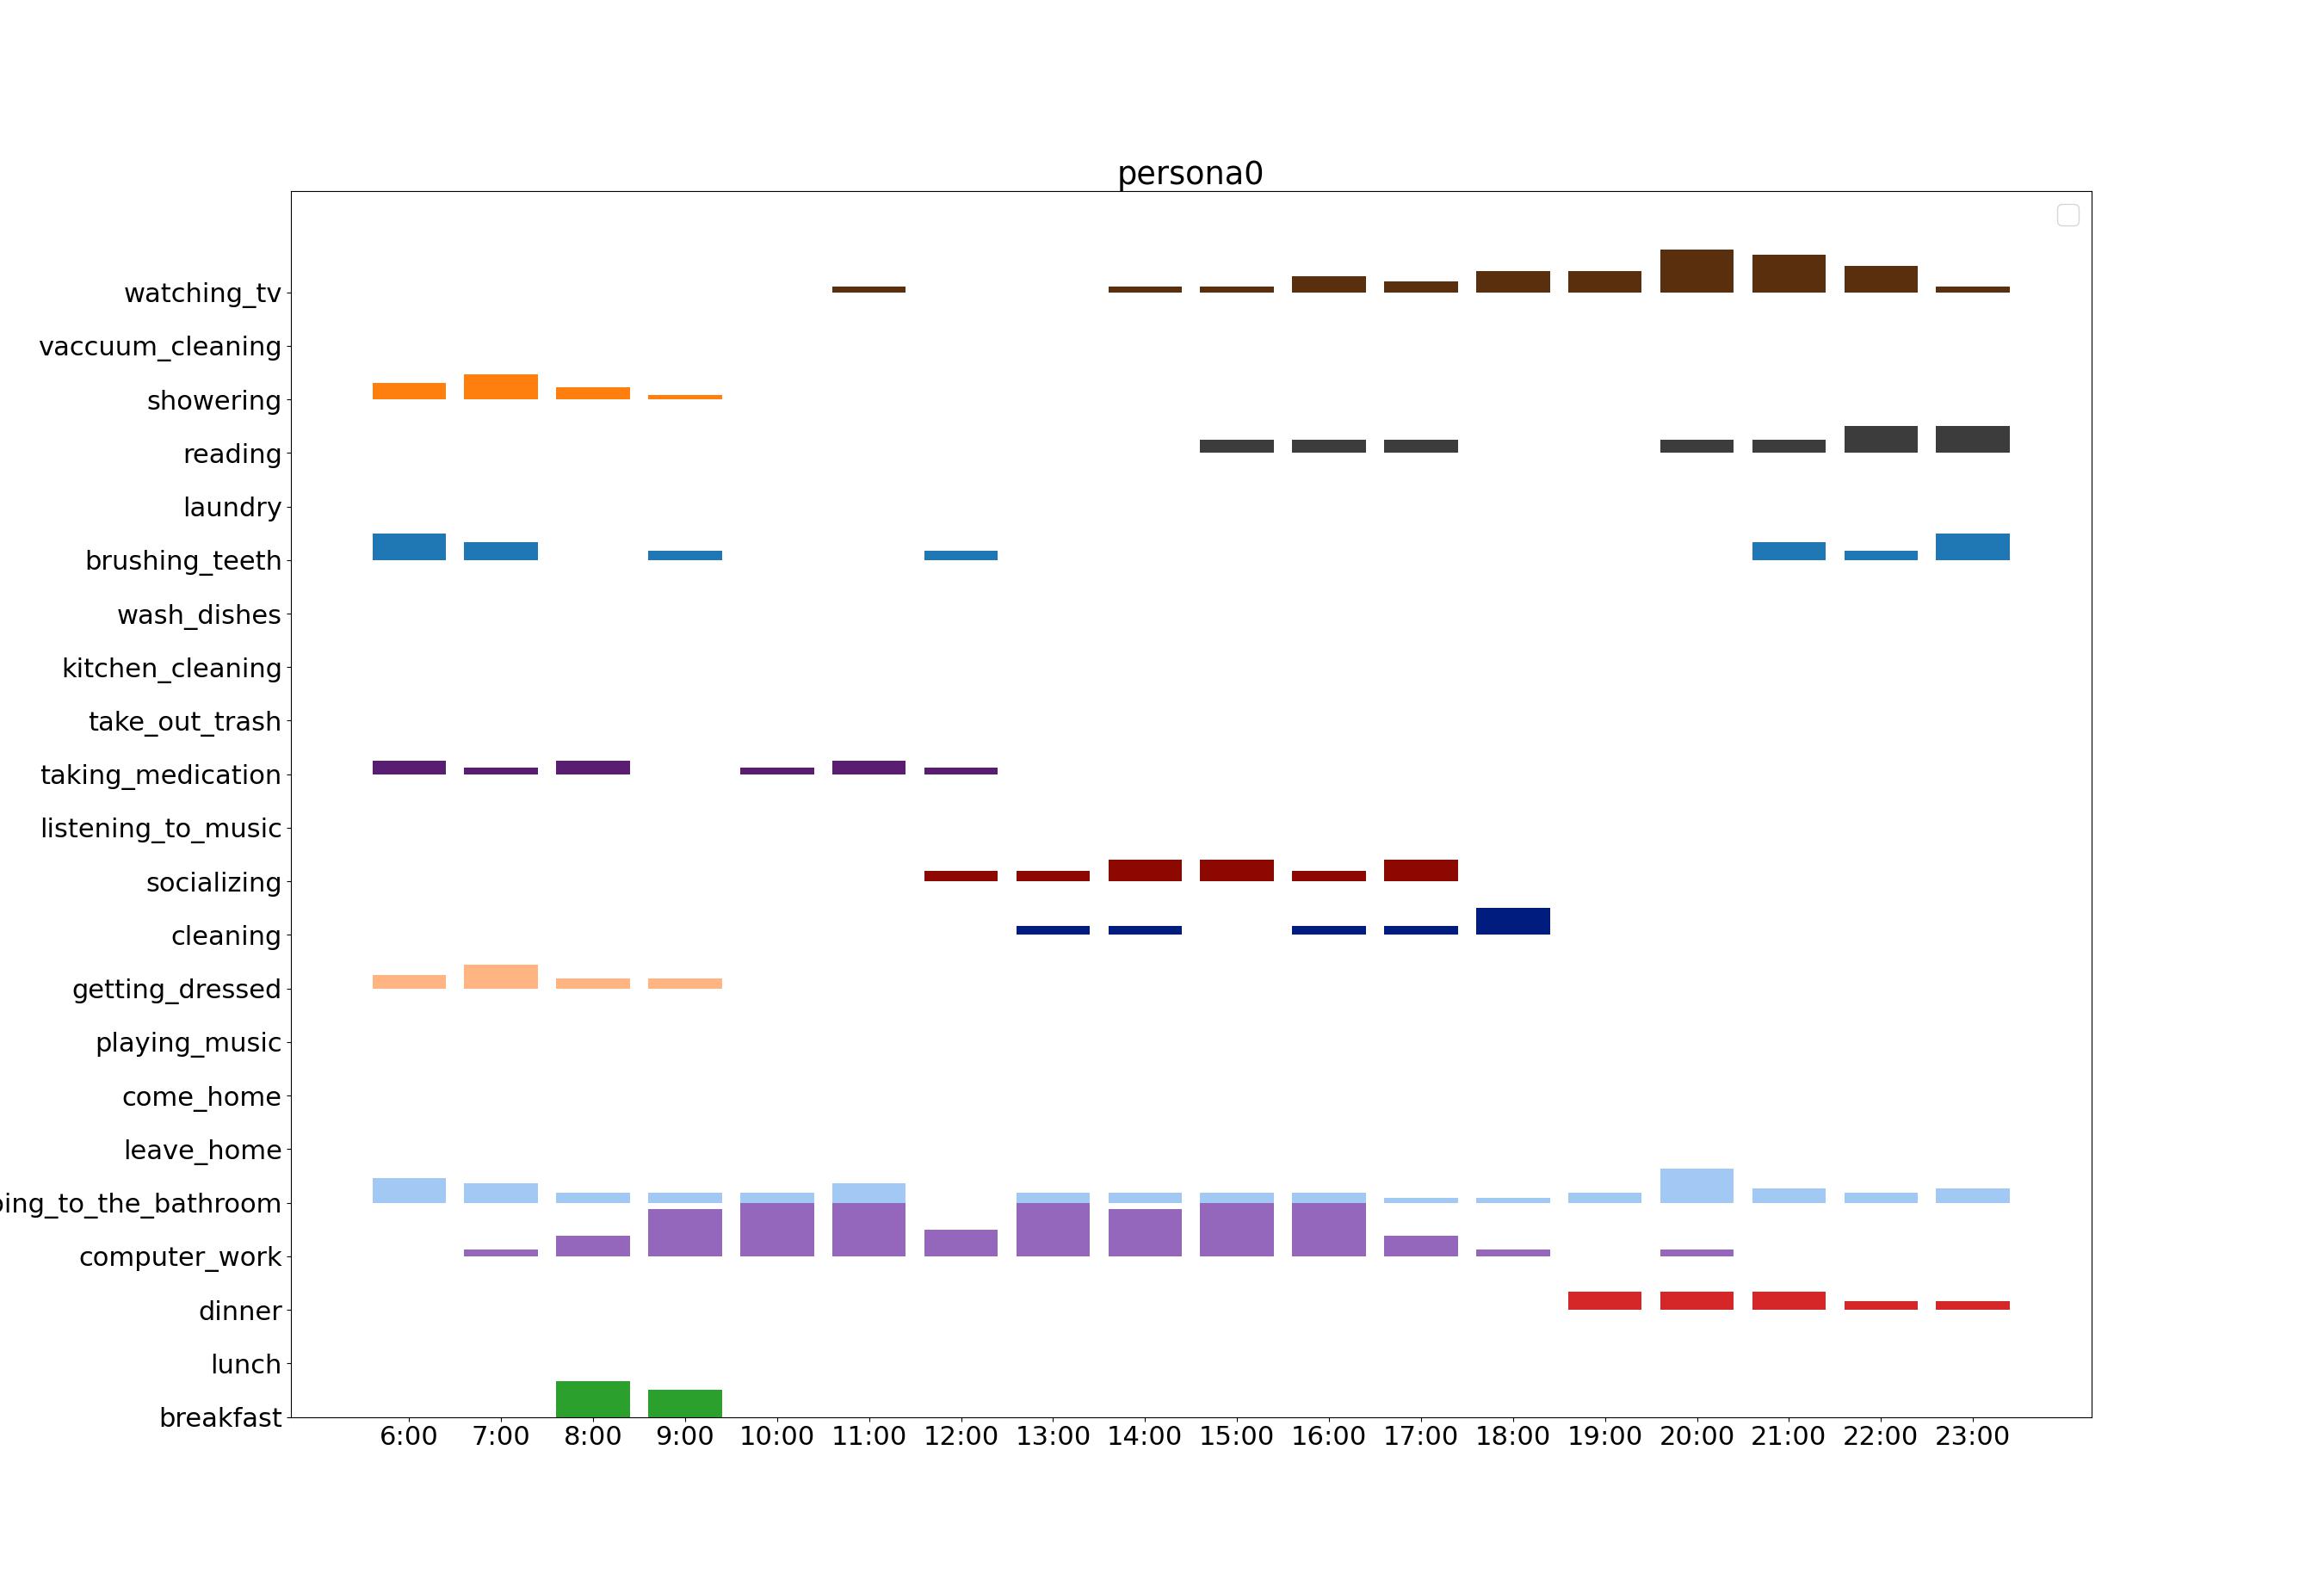 persona0
watching_tv
vaccuum_cleaning
showering
reading
laundry
brushing_teeth
wash_dishes
kitchen_cleaning
take_out_trash
taking_medication
listening_to_music
socializing
cleaning
getting_dressed
playing_music
come_home
leave_home
oing_to_the_bathroom
computer_work
dinner
lunch
breakfast
6:00 7:00 8:00 9:00 10:00 11:00 12:00 13:00 14:00 15:00 16:00 17:00 18:00 19:00 20:00 21:00 22:00 23:00